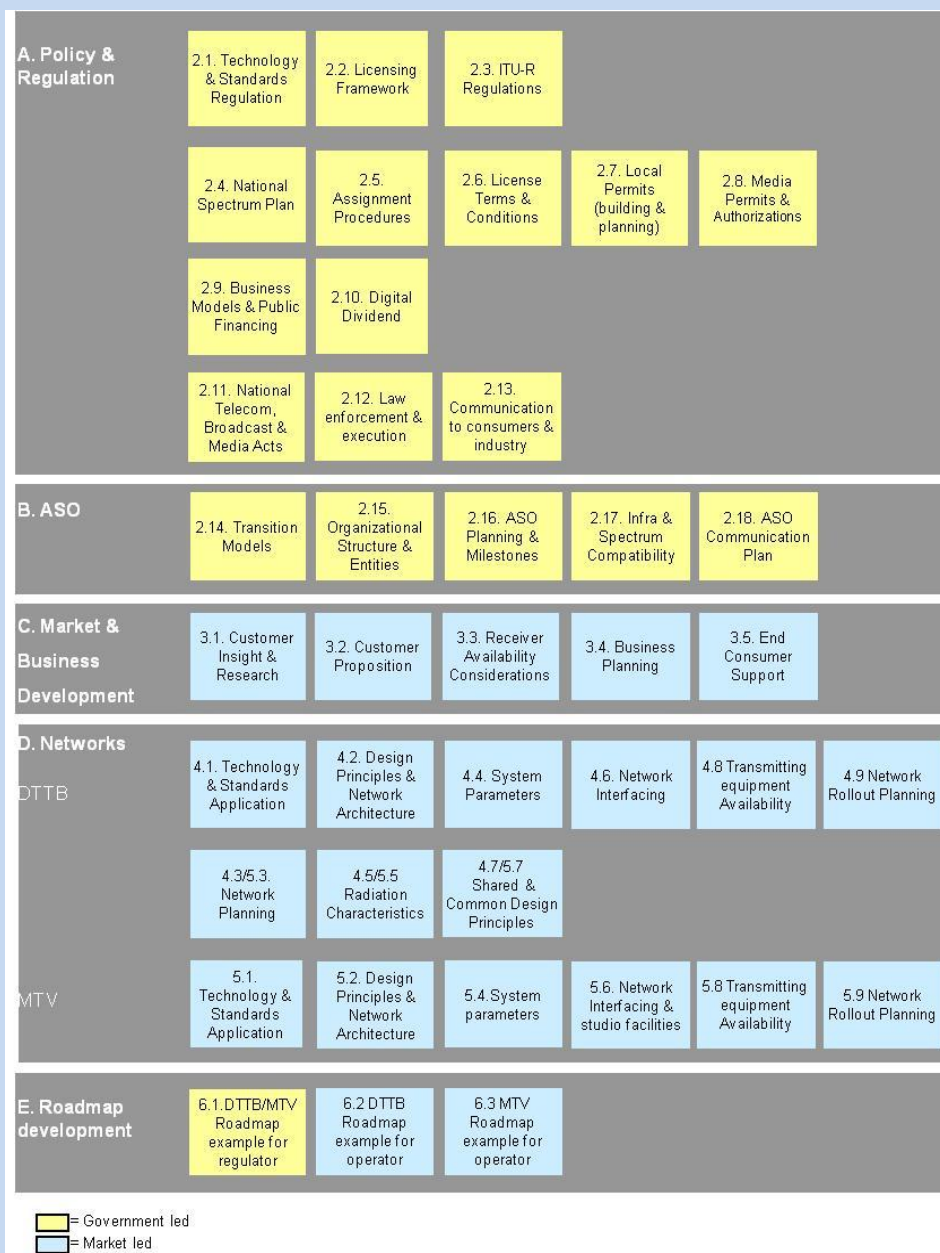 A. Policy &
Regulation
2.1. Technology
& Standards
Regulation
2.2. Licensing
Framework
2.3. ITU-R
Regulations
2.4. National
Spectrum Plan
2.5.
Assignment
Procedures
2.6. License
Terms &
Conditions
2.7. Local
Permits
(building &
planning)
2.8. Media
Permits &
Authorizations
2.9. Business
Models & Public
Financing
2.10. Digital
Dividend
2.11. National
Telecom,
Broadcast &
Media Acts
2.12. Law
enforcement &
execution
2.13.
Communication
to consumers &
industry
B. ASO
2.14. Transition
Models
2.15.
Organizational
Structure &
Entities
2.16. ASO
Planning &
Milestones
2.17. Infra &
Spectrum
Compatibility
2.18. ASO
Communication
Plan
C. Market &
Business
Development
3.1. Customer
Insight &
Research
3.2. Customer
Proposition
3.3. Receiver
Availability
Considerations
3.4. Business
Planning
3.5. End
Consumer
Support
D. Networks
DTTB
4.1. Technology
& Standards
Application
4.2. Design
Principles &
Network
Architecture
4.4. System
Parameters
4.6. Network
Interfacing
4.8 Transmitting
equipment
Availability
4.9 Network
Rollout Planning
4.3/5.3.
Network
Planning
4.5/5.5
Radiation
Characteristics
4.7/5.7
Shared &
Common Design
Principles
MTV
5.1.
Technology &
Standards
Application
5.2. Design
Principles &
Network
Architecture
5.4.System
parameters
5.6. Network
Interfacing &
studio facilities
5.8 Transmitting
equipment
Availability
5.9 Network
Rollout Planning
E. Roadmap
development
6.1.DTTB/MTV
Roadmap
example for
regulator
6.2 DTTB
Roadmap
example for
operator
6.3 MTV
Roadmap
example for
operator
= Government led
= Market led